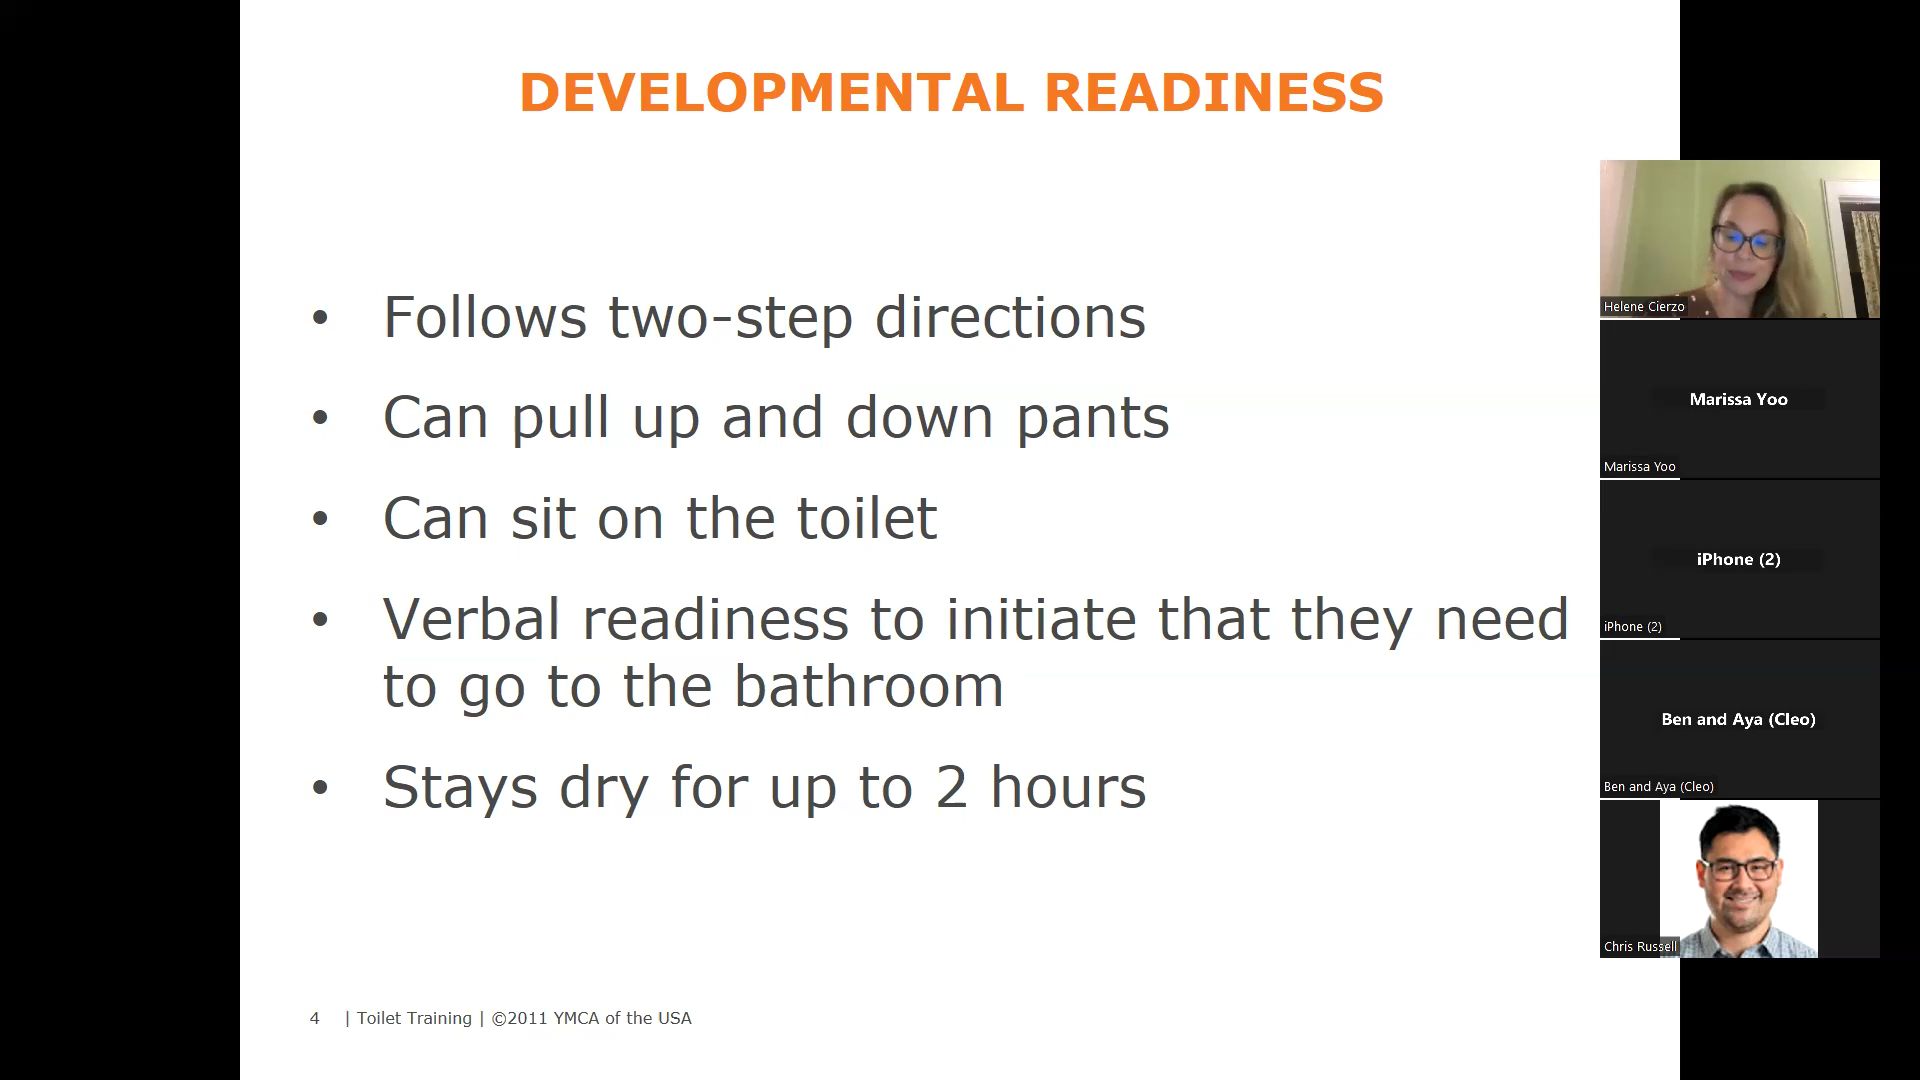 DEVELOPMENTAL READINESS
• Follows two-step directions
• Can pull up and down pants
• Can sit on the toilet
• Verbal readiness to initiate that they need
to go to the bathroom
• Stays dry for up to 2 hours
4 | Toilet Training | ©2011 YMCA of the USA
Helene Cierzo
Marissa Yoo
Marissa Yoo
iPhone (2)
iPhone (2)
Ben and Aya (Cleo)
Ben and Aya (Cleo)
Chris Russell